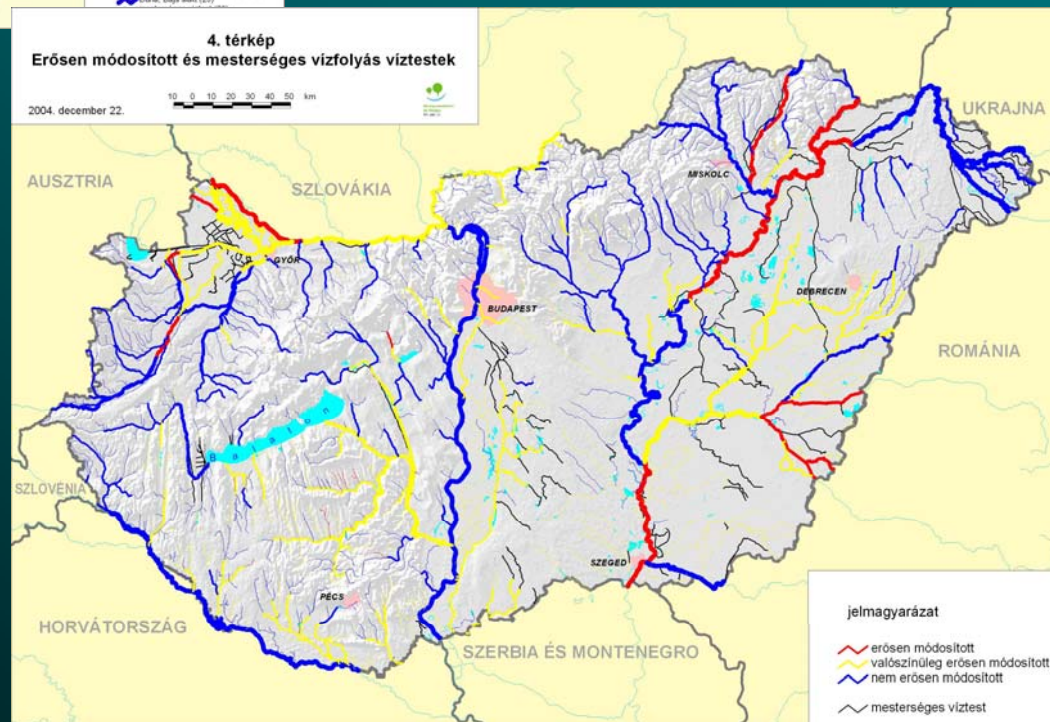 4. térkép
Erősen módosított és mesterséges vízfolyás víztestek
10 0 10 20 30 40 50 km
2004. december 22.
UKRAJNA
AUSZTRIA
SZLOVÁKIA
MISKOLC
GYŐR
DEBRECEN
BUDAPEST
ROMÁNIA
Balaton
SZLOVÉNIA
SZEGED
PÉCS
HORVÁTORSZÁG
SZERBIA ÉS MONTENEGRO
jelmagyarázat
erősen módosított
valószínűleg erősen módosított
nem erősen módosított
mesterséges víztest